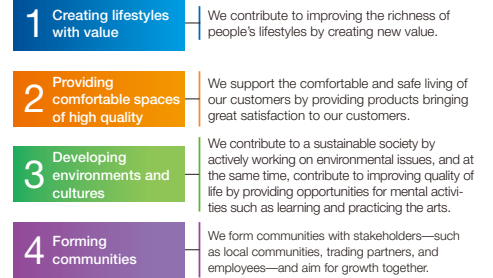 1 Creating lifestyles
with value
We contribute to improving the richness of
people's lifestyles by creating new value.
2 Providing
comfortable spaces
of high quality
We support the comfortable and safe living of
our customers by providing products bringing
great satisfaction to our customers.
3 Developing
environments and
cultures
We contribute to a sustainable society by
actively working on environmental issues, and at
the same time, contribute to improving quality of
life by providing opportunities for mental activi-
ties such as learning and practicing the arts.
4 Forming
communities
We form communities with stakeholders—such
as local communities, trading partners, and
employees—and aim for growth together.